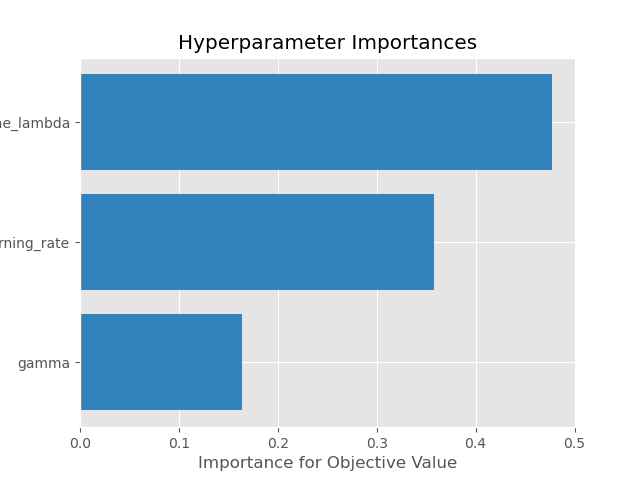 Hyperparameter Importances
e_lambda
rning_rate
gamma
0.0 0.1 0.2 0.3 0.4 0.5
Importance for Objective Value